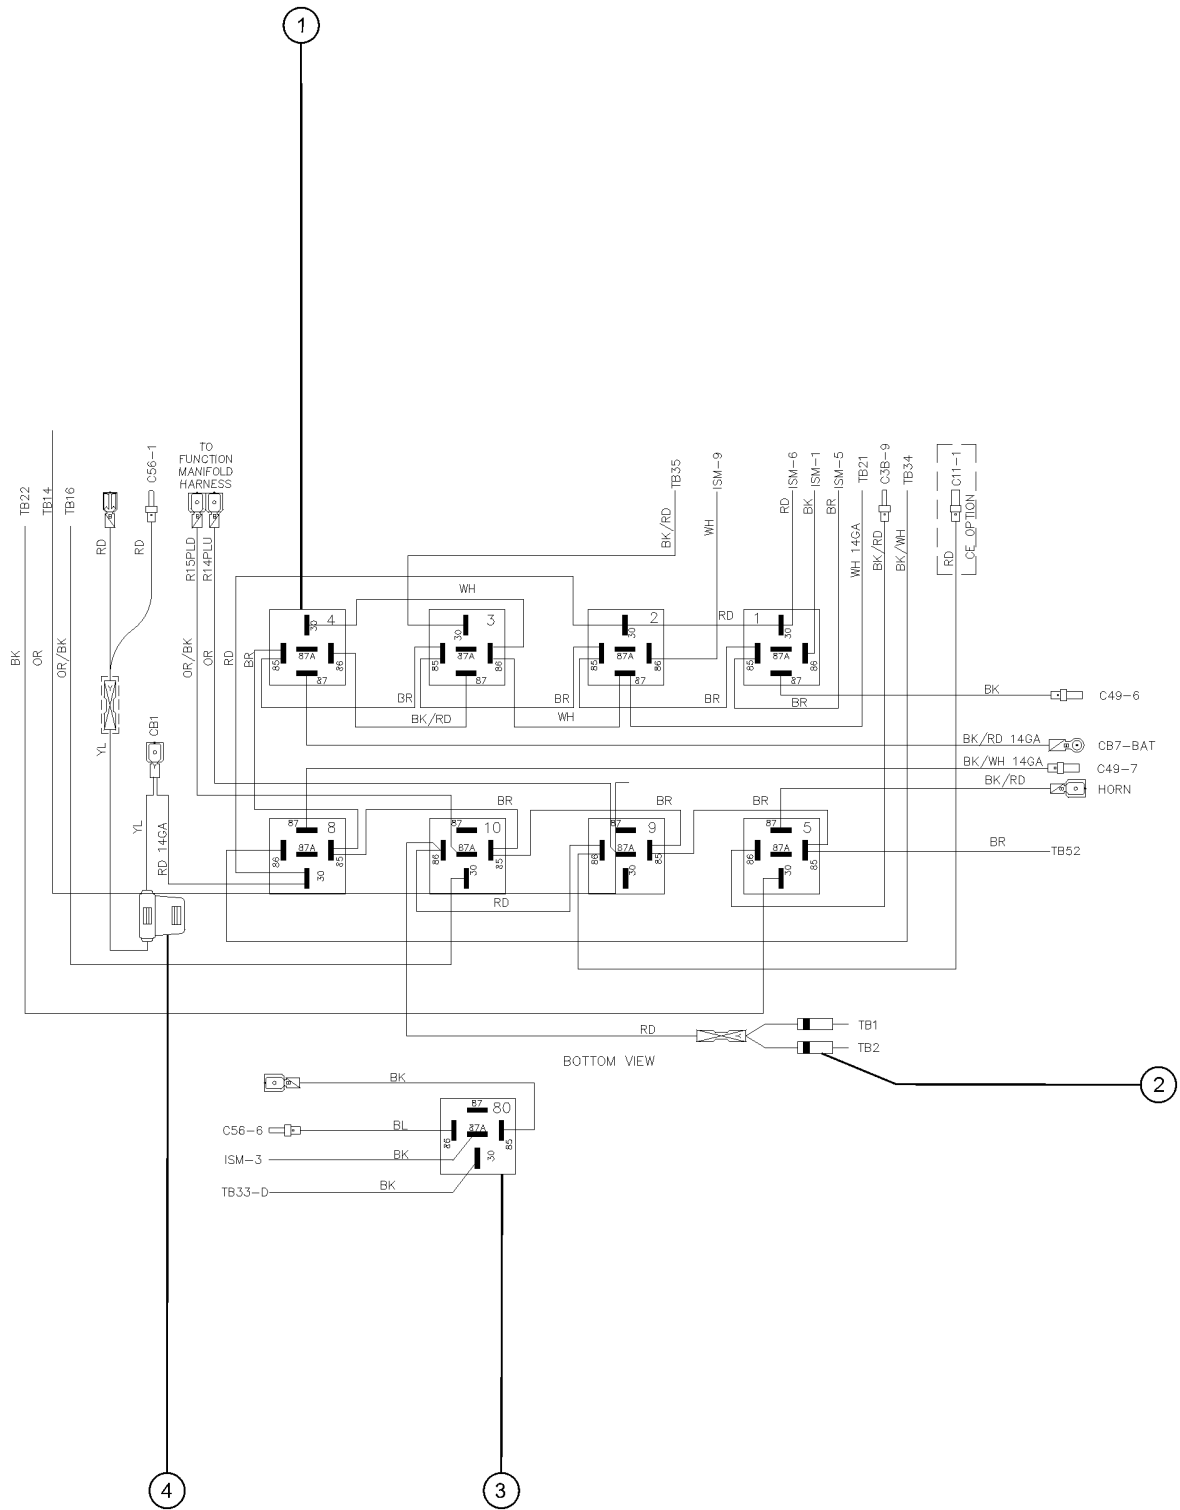 1
TO
FUNCTION
MANIFOLD
HARNESS
C56-1
TB22
TB14
TB16
TB35
ISM-9
ISM-6
ISM-1
ISM-5
TB21
C3B-9
TB34
C11-1
CE OPTION
RD
RD
R15PLD
R14PLU
BK/RD
WH
RD
BK
BR
WH 14GA
BK/RD
BK/WH
RD
BK
OR
OR/BK
OR/BK
OR
RD
BR
WH
RD
4
30
87A
85
86
87
3
30
87A
85
86
87
2
30
87A
85
86
87
1
30
87A
85
86
87
BR
BK/RD
BR
WH
BR
BR
BK
C49-6
YL
CB1
BK/RD 14GA
CB7-BAT
BK/WH 14GA
C49-7
BK/RD
HORN
YL
RD 14GA
BR
BR
BR
8
87
87A
86
85
30
10
87
87A
86
85
30
9
87
87A
86
85
30
5
87
87A
86
85
30
BR
TB52
RD
RD
TB1
TB2
BOTTOM VIEW
2
BK
80
87
87A
86
85
30
C56-6
BL
ISM-3
BK
TB33-D
BK
4
3